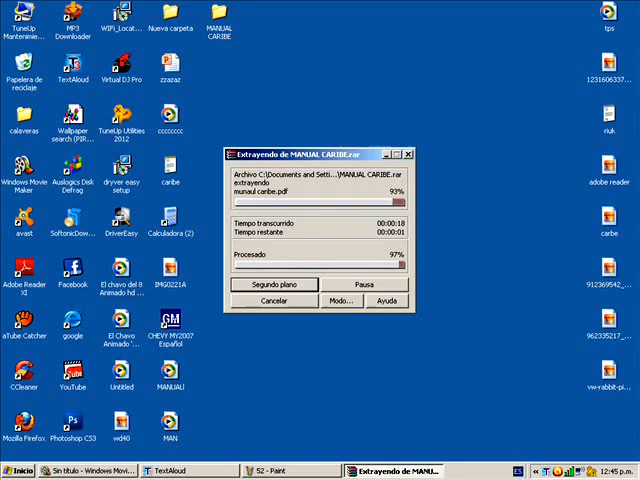 TuneUp
Mantenimie...
MP3
Downloader
WIFi_Locat...
Nueva carpeta
MANUAL
CARIBE
tps
Papelera de
reciclaje
TextAloud
Virtual DJ Pro
zzazaz
1231606337...
calaveras
Wallpaper
search (PIR...
TuneUp Utilities
2012
cccccccc
riuk
Windows Movie
Maker
Auslogics Disk
Defrag
dryver easy
setup
caribe
adobe reader
avast
SoftonicDow...
DriverEasy
Calculadora (2)
carbe
Adobe Reader
XI
Facebook
El chavo del 8
Animado hd ...
IMG0221A
912369542_...
aTube Catcher
google
El Chavo
Animado '...
GM
CHEVY MY2007
Español
962335217_...
CCleaner
YouTube
Untitled
MANUALl
vw-rabbit-pi...
Mozilla Firefox
Ps
Photoshop CS3
wd40
MAN
Extrayendo de MANUAL CARIBE.rar
Archivo C:\Documents and Setti...\MANUAL CARIBE.rar
extrayendo
munaul caribe.pdf 93%
Tiempo transcurrido 00:00:18
Tiempo restante 00:00:01
Procesado 97%
Segundo plano Pausa
Cancelar Modo... Ayuda
Inicio Sin título - Windows Movi... TextAloud 52 - Paint Extrayendo de MANU... ES « 12:45 p.m.